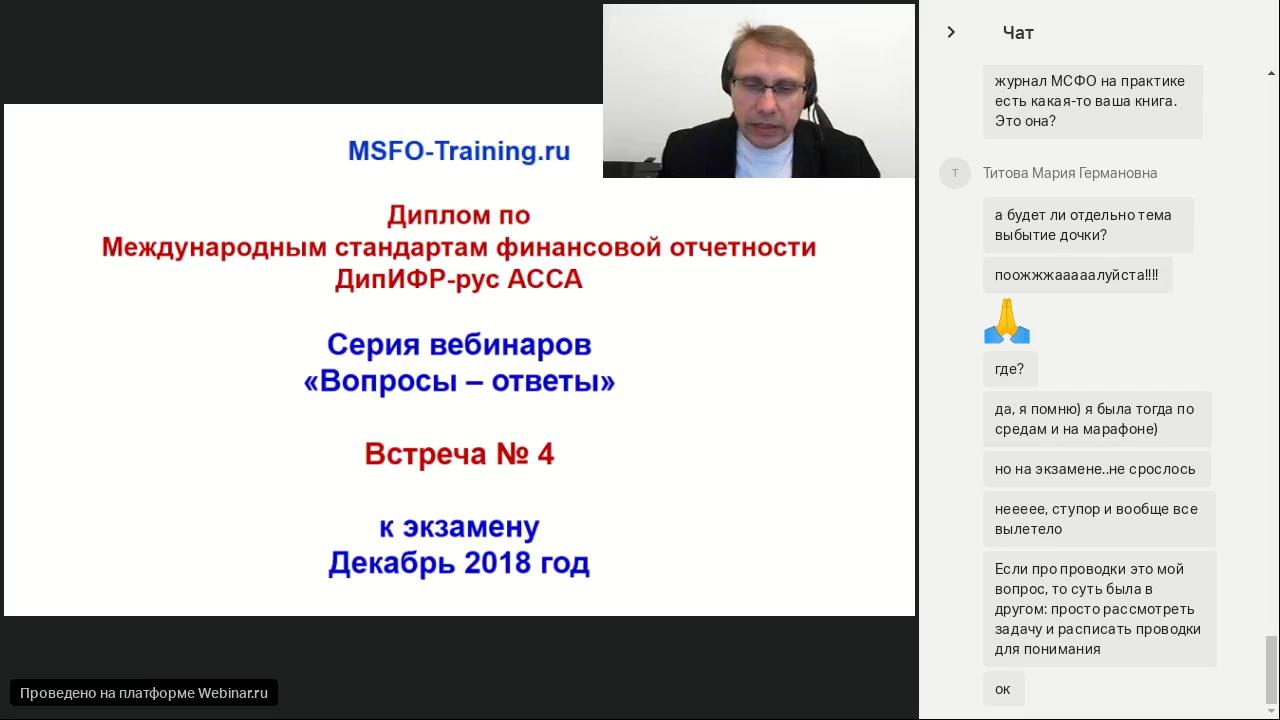 MSFO-Training.ru
Диплом по
Международным стандартам финансовой отчетности
ДипИФР-рус АССА
Серия вебинаров
«Вопросы – ответы»
Встреча № 4
к экзамену
Декабрь 2018 год
Проведено на платформе Webinar.ru
Чат
журнал МСФО на практике
есть какая-то ваша книга.
Это она?
Т
Титова Мария Германовна
а будет ли отдельно тема
выбытие дочки?
поожжжааааалуйста!!!!
где?
да, я помню) я была тогда по
средам и на марафоне)
но на экзамене..не срослось
неееее, ступор и вообще все
вылетело
Если про проводки это мой
вопрос, то суть была в
другом: просто рассмотреть
задачу и расписать проводки
для понимания
ок